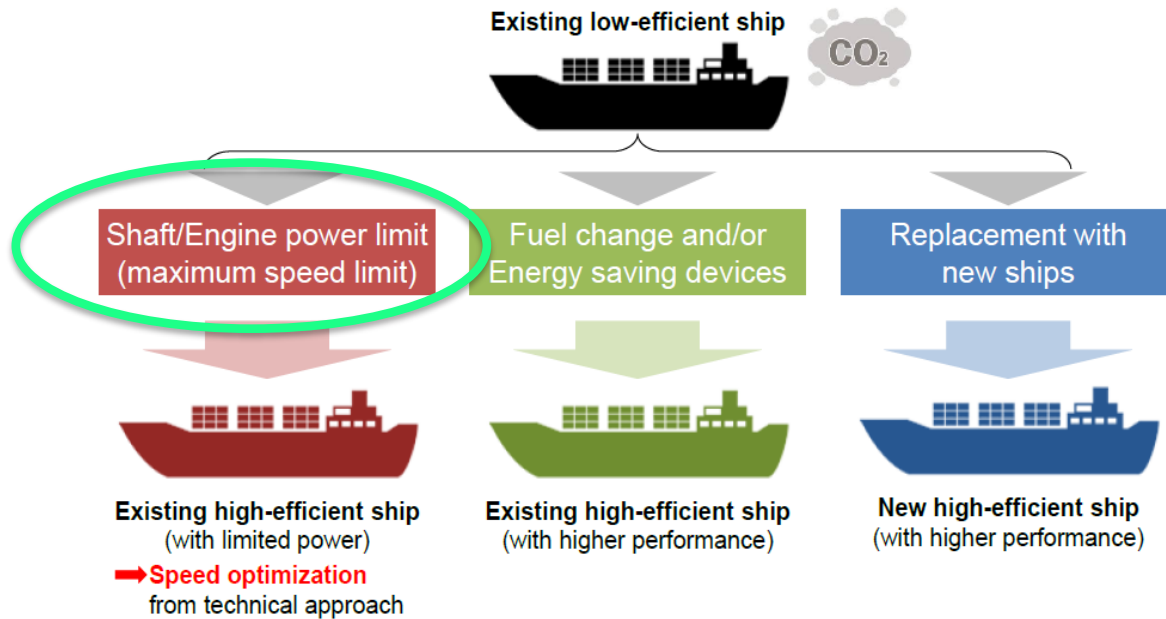 Existing low-efficient ship
CO₂
Shaft/Engine power limit
(maximum speed limit)
Fuel change and/or
Energy saving devices
Replacement with
new ships
Existing high-efficient ship
(with limited power)
Speed optimization
from technical approach
Existing high-efficient ship
(with higher performance)
New high-efficient ship
(with higher performance)